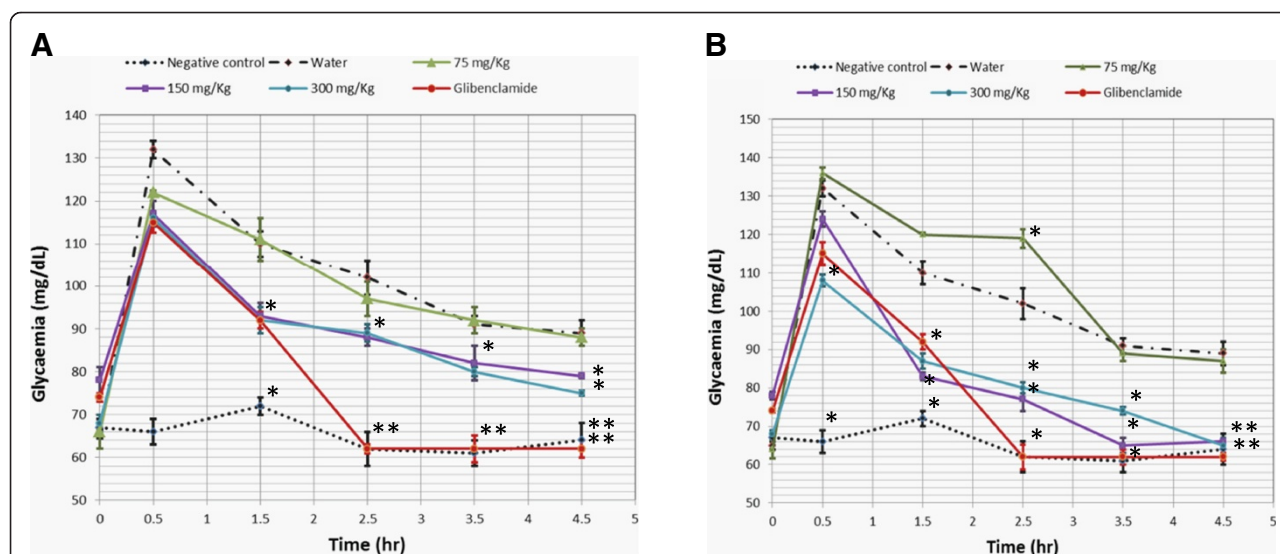 A
Negative control Water 75 mg/Kg
150 mg/Kg 300 mg/Kg Glibenclamide
140
130
120
110
100
90
80
70
60
50
Glycaemia (mg/dL)
* * * * * * ** ** ** **
0 0.5 1 1.5 2 2.5 3 3.5 4 4.5 5
Time (hr)
B
Negative control Water 75 mg/Kg
150 mg/Kg 300 mg/Kg Glibenclamide
150
140
130
120
110
100
90
80
70
60
50
Glycaemia (mg/dL)
* * * * * * * * * * * * ** **
0 0.5 1 1.5 2 2.5 3 3.5 4 4.5 5
Time (hr)